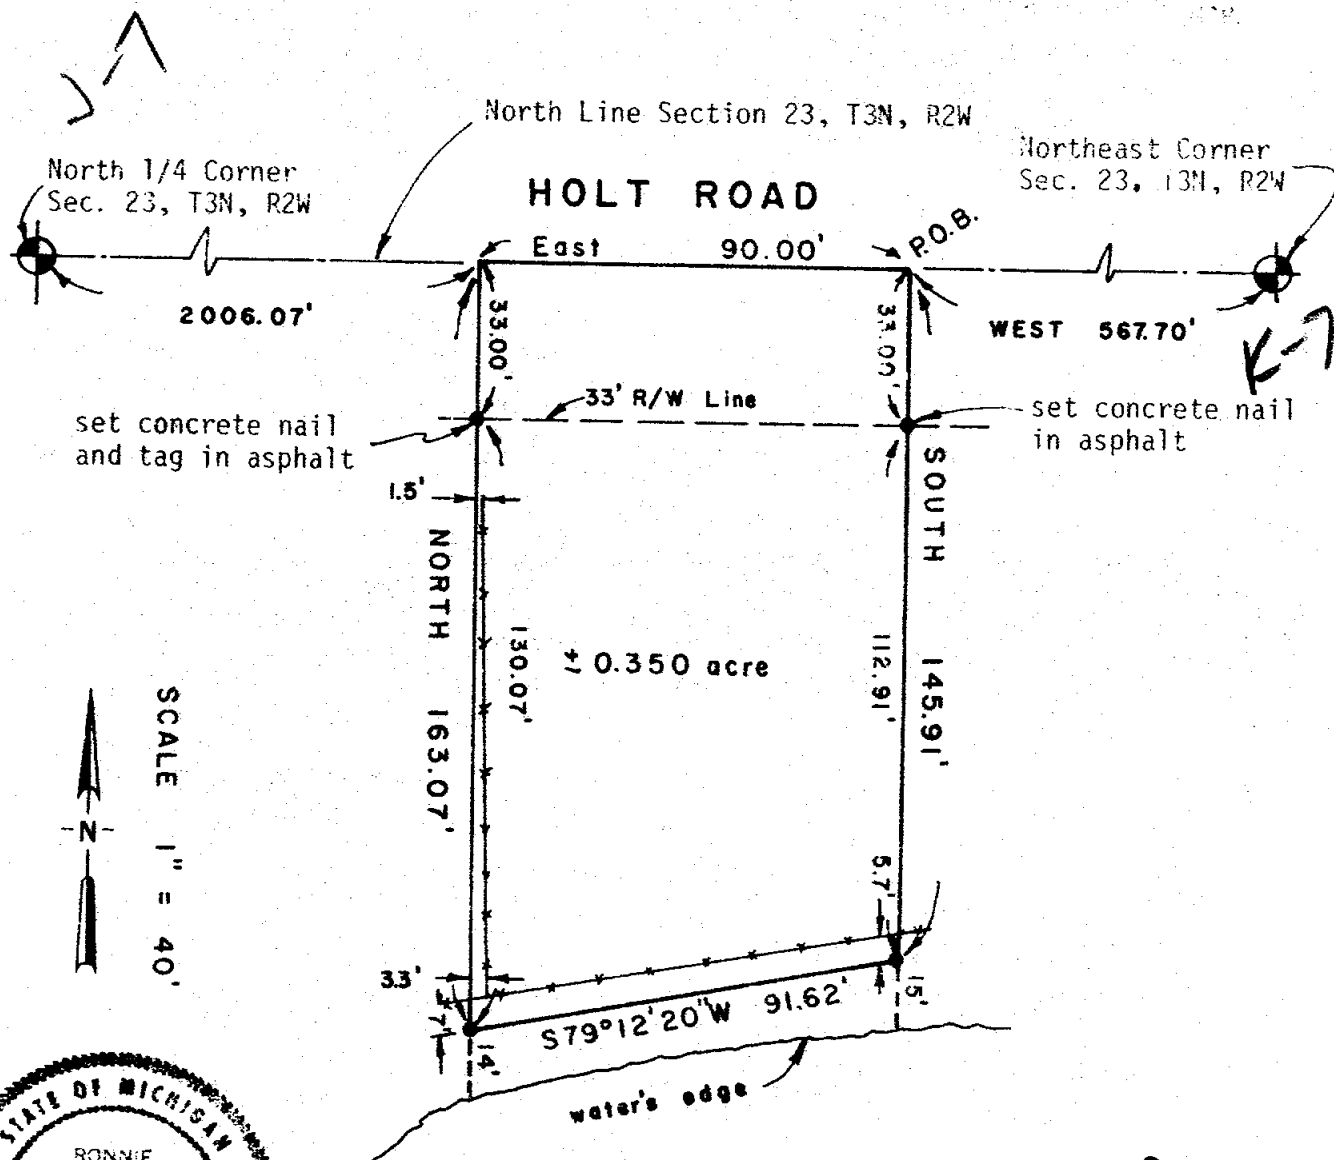 North Line Section 23, T3N, R2W
North 1/4 Corner
Sec. 23, T3N, R2W
Northeast Corner
Sec. 23, T3N, R2W
HOLT ROAD
P.O.B.
East 90.00'
2006.07'
WEST 567.70'
33.00'
33.00'
33' R/W Line
set concrete nail
and tag in asphalt
set concrete nail
in asphalt
1.5'
NORTH 163.07'
130.07'
± 0.350 acre
112.91'
SOUTH 145.91'
SCALE 1" = 40'
N
5.7'
3.3'
7'
S79°12'20"W 91.62'
15'
14'
water's edge
STATE OF MICHIGAN
RONNIE